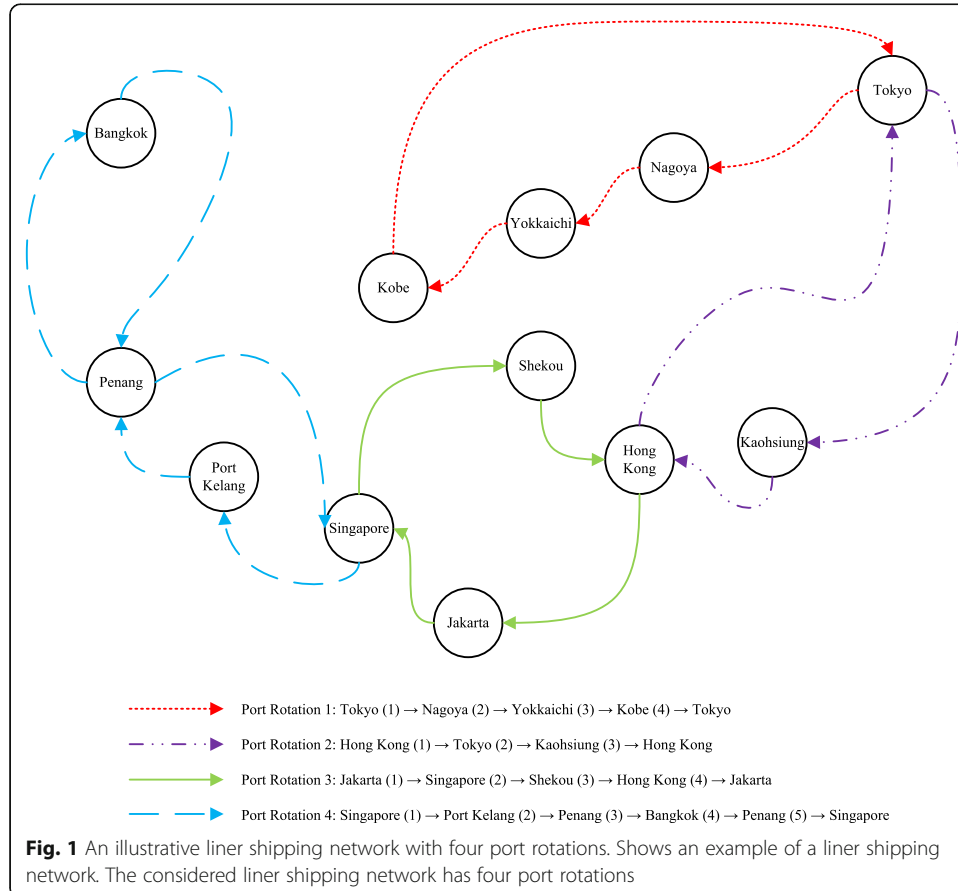 Tokyo
Bangkok
Nagoya
Yokkaichi
Kobe
Shekou
Penang
Kaohsiung
Hong
Kong
Port
Kelang
Singapore
Jakarta
Port Rotation 1: Tokyo (1) → Nagoya (2) → Yokkaichi (3) → Kobe (4) → Tokyo
Port Rotation 2: Hong Kong (1) → Tokyo (2) → Kaohsiung (3) → Hong Kong
Port Rotation 3: Jakarta (1) → Singapore (2) → Shekou (3) → Hong Kong (4) → Jakarta
Port Rotation 4: Singapore (1) → Port Kelang (2) → Penang (3) → Bangkok (4) → Penang (5) → Singapore
Fig. 1 An illustrative liner shipping network with four port rotations. Shows an example of a liner shipping
network. The considered liner shipping network has four port rotations